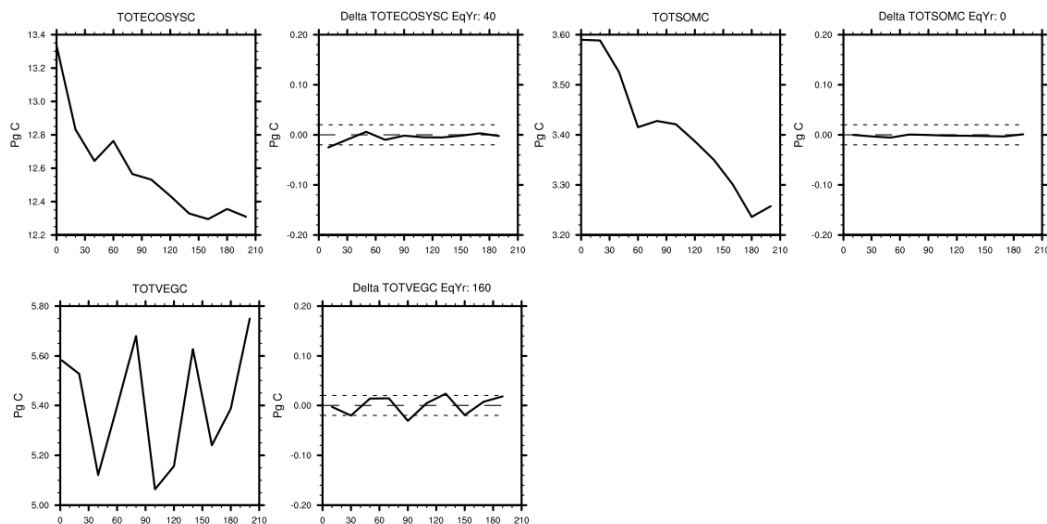 TOTECOSYSC
Delta TOTECOSYSC EqYr: 40
TOTSOMC
Delta TOTSOMC EqYr: 0
13.4
13.2
13.0
12.8
12.6
12.4
12.2
Pg C
0 30 60 90 120 150 180 210
0.20
0.10
0.00
-0.10
-0.20
Pg C
0 30 60 90 120 150 180 210
3.60
3.50
3.40
3.30
3.20
Pg C
0 30 60 90 120 150 180 210
0.20
0.10
0.00
-0.10
-0.20
Pg C
0 30 60 90 120 150 180 210
TOTVEGC
Delta TOTVEGC EqYr: 160
5.80
5.60
5.40
5.20
5.00
Pg C
0 30 60 90 120 150 180 210
0.20
0.10
0.00
-0.10
-0.20
Pg C
0 30 60 90 120 150 180 210